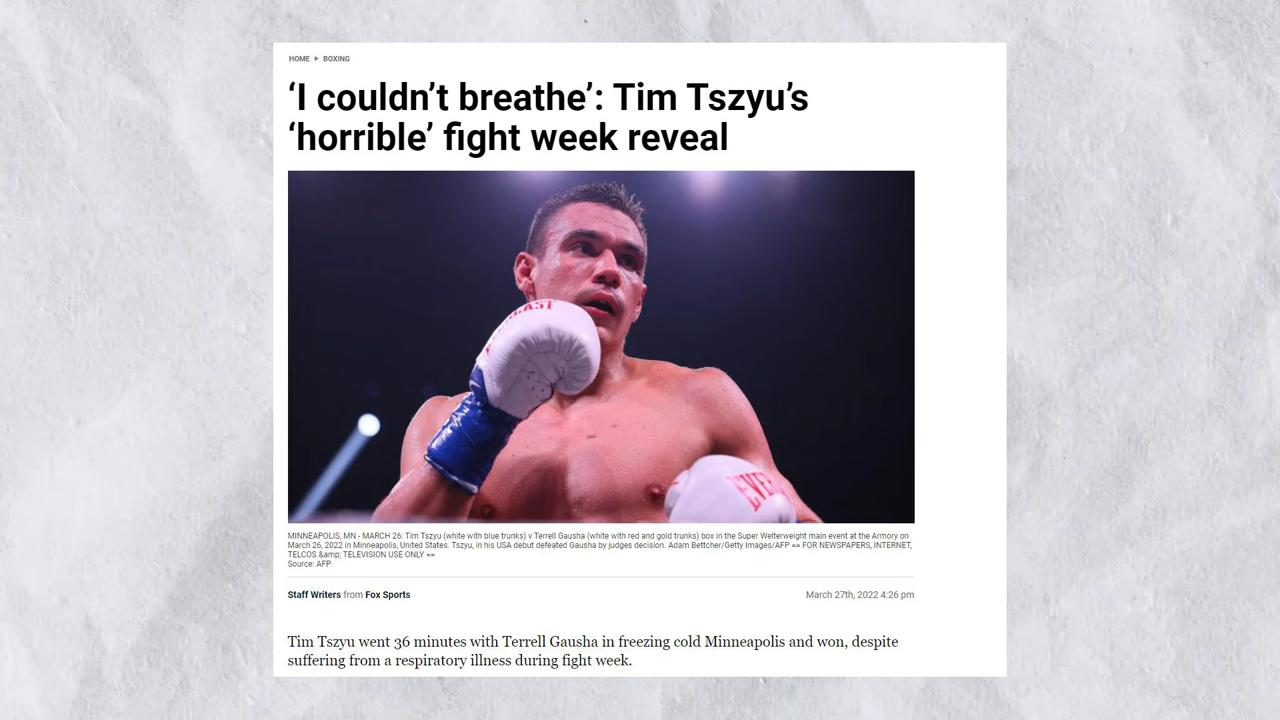 HOME ▸ BOXING
‘I couldn’t breathe’: Tim Tszyu’s
‘horrible’ fight week reveal
MINNEAPOLIS, MN - MARCH 26: Tim Tszyu (white with blue trunks) v Terrell Gausha (white with red and gold trunks) box in the Super Welterweight main event at the Armory on
March 26, 2022 in Minneapolis, United States. Tszyu, in his USA debut defeated Gausha by judges decision. Adam Bettcher/Getty Images/AFP == FOR NEWSPAPERS, INTERNET,
TELCOS &amp; TELEVISION USE ONLY ==
Source: AFP
Staff Writers from Fox Sports
March 27th, 2022 4:26 pm
Tim Tszyu went 36 minutes with Terrell Gausha in freezing cold Minneapolis and won, despite
suffering from a respiratory illness during fight week.